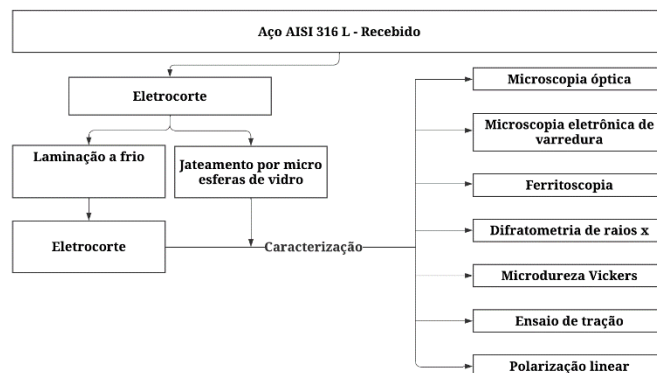 Aço AISI 316 L - Recebido
Eletrocorte
Laminação a frio
Jateamento por micro
esferas de vidro
Eletrocorte
Caracterização
Microscopia óptica
Microscopia eletrônica de
varredura
Ferritoscopia
Difratometria de raios x
Microdureza Vickers
Ensaio de tração
Polarização linear